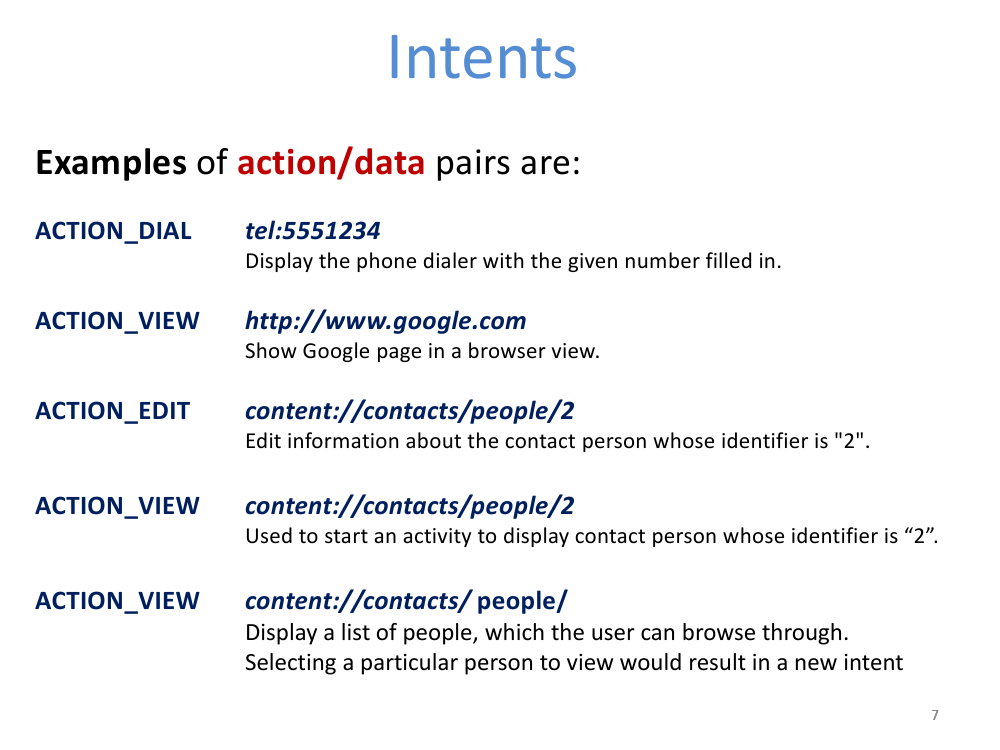 Intents
Examples of action/data pairs are:
ACTION_DIAL tel:5551234
Display the phone dialer with the given number filled in.
ACTION_VIEW http://www.google.com
Show Google page in a browser view.
ACTION_EDIT content://contacts/people/2
Edit information about the contact person whose identifier is "2".
ACTION_VIEW content://contacts/people/2
Used to start an activity to display contact person whose identifier is “2”.
ACTION_VIEW content://contacts/ people/
Display a list of people, which the user can browse through.
Selecting a particular person to view would result in a new intent
7